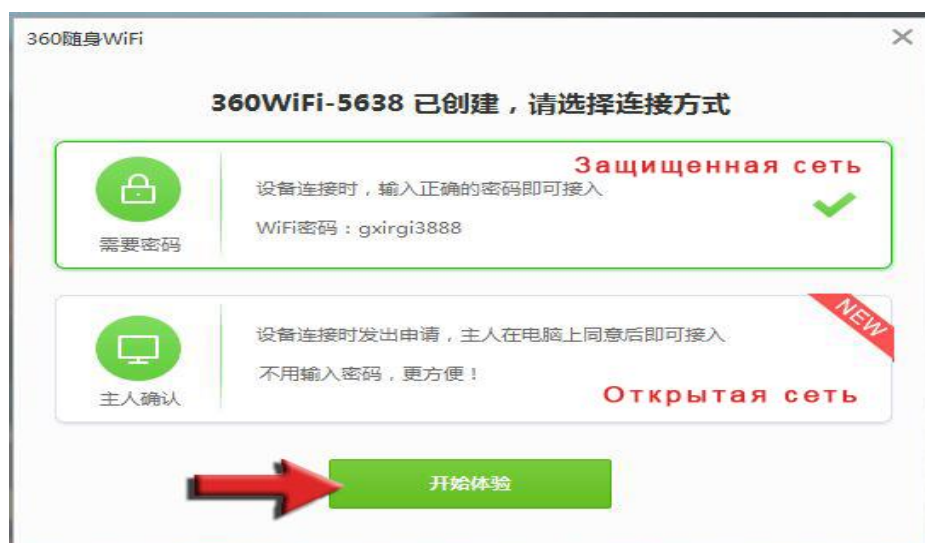 360随身WiFi
360WiFi-5638 已创建，请选择连接方式
Защищенная сеть
设备连接时，输入正确的密码即可接入
WiFi密码：gxirgi3888
需要密码
NEW
设备连接时发出申请，主人在电脑上同意后即可接入
不用输入密码，更方便！
主人确认
Открытая сеть
开始体验